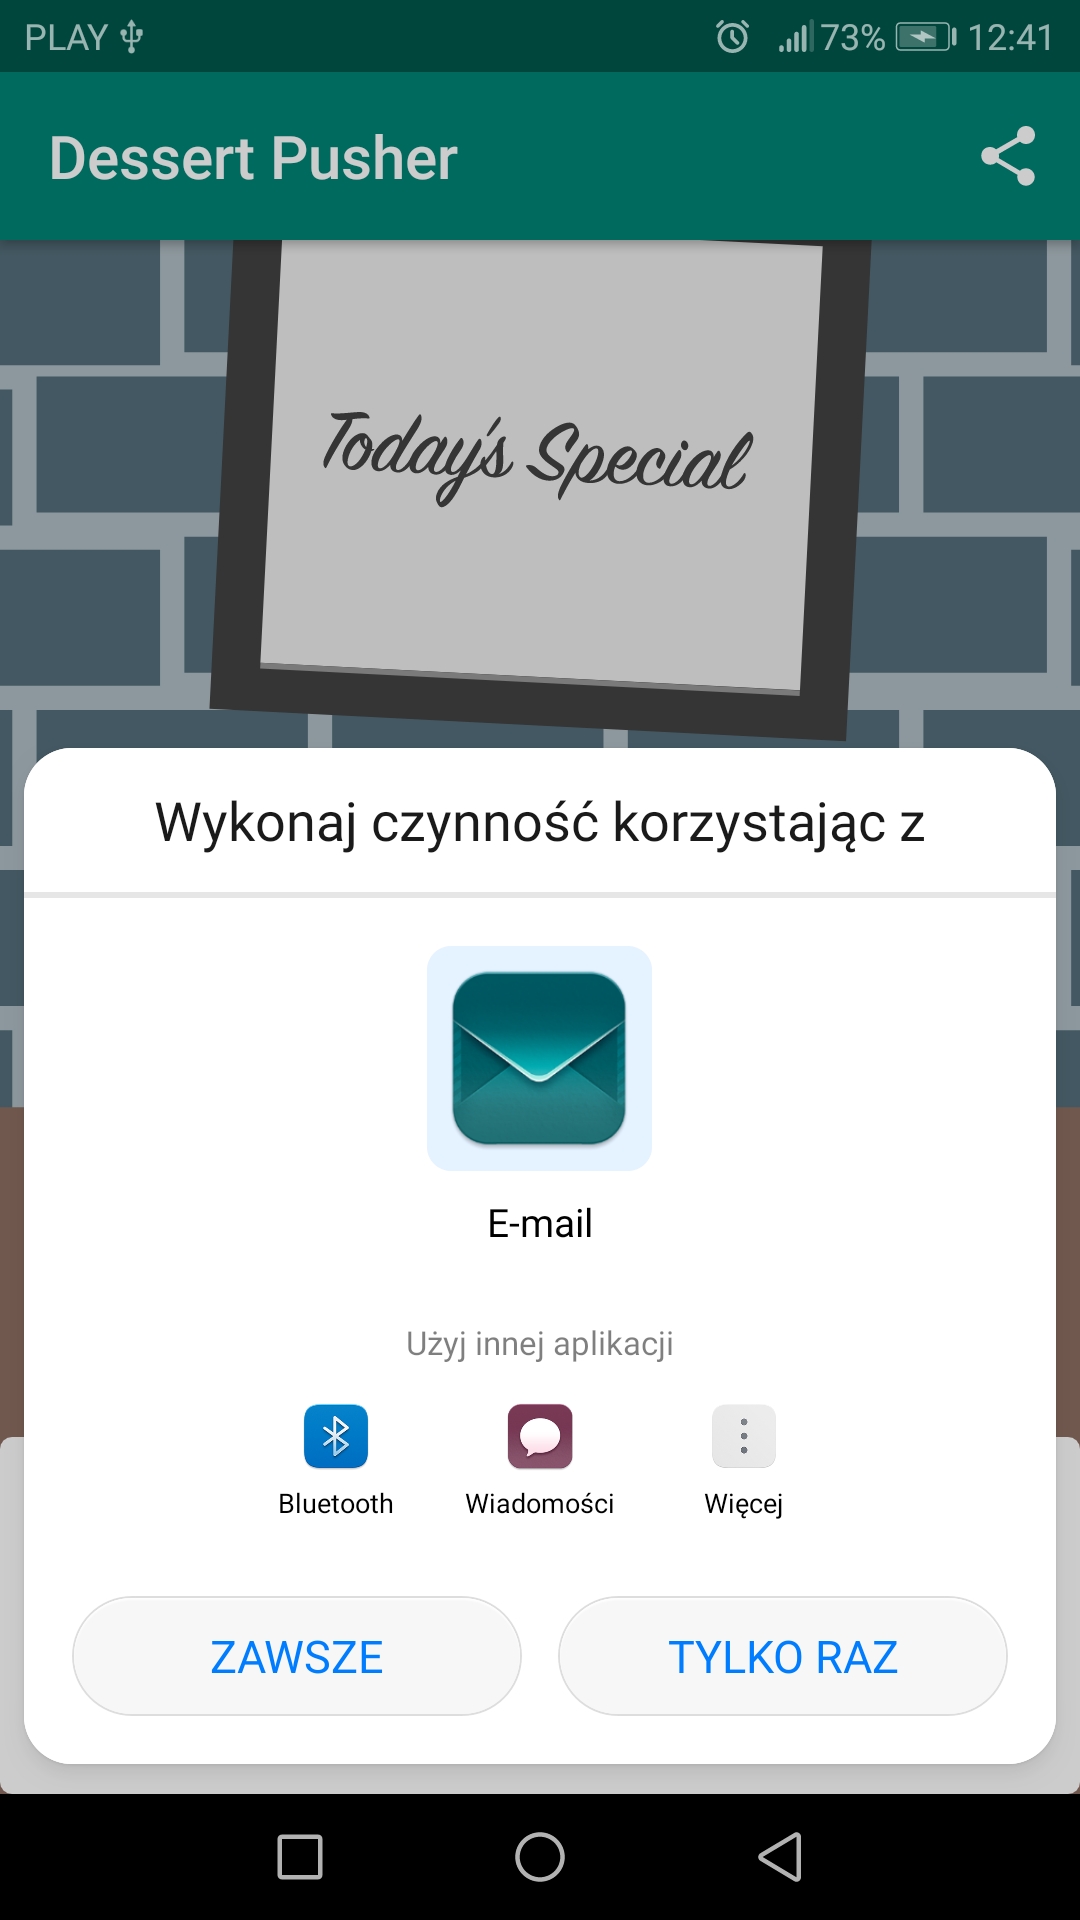 PLAY 73% 12:41
Dessert Pusher
Today's Special
Wykonaj czynność korzystając z
E-mail
Użyj innej aplikacji
Bluetooth Wiadomości Więcej
ZAWSZE TYLKO RAZ